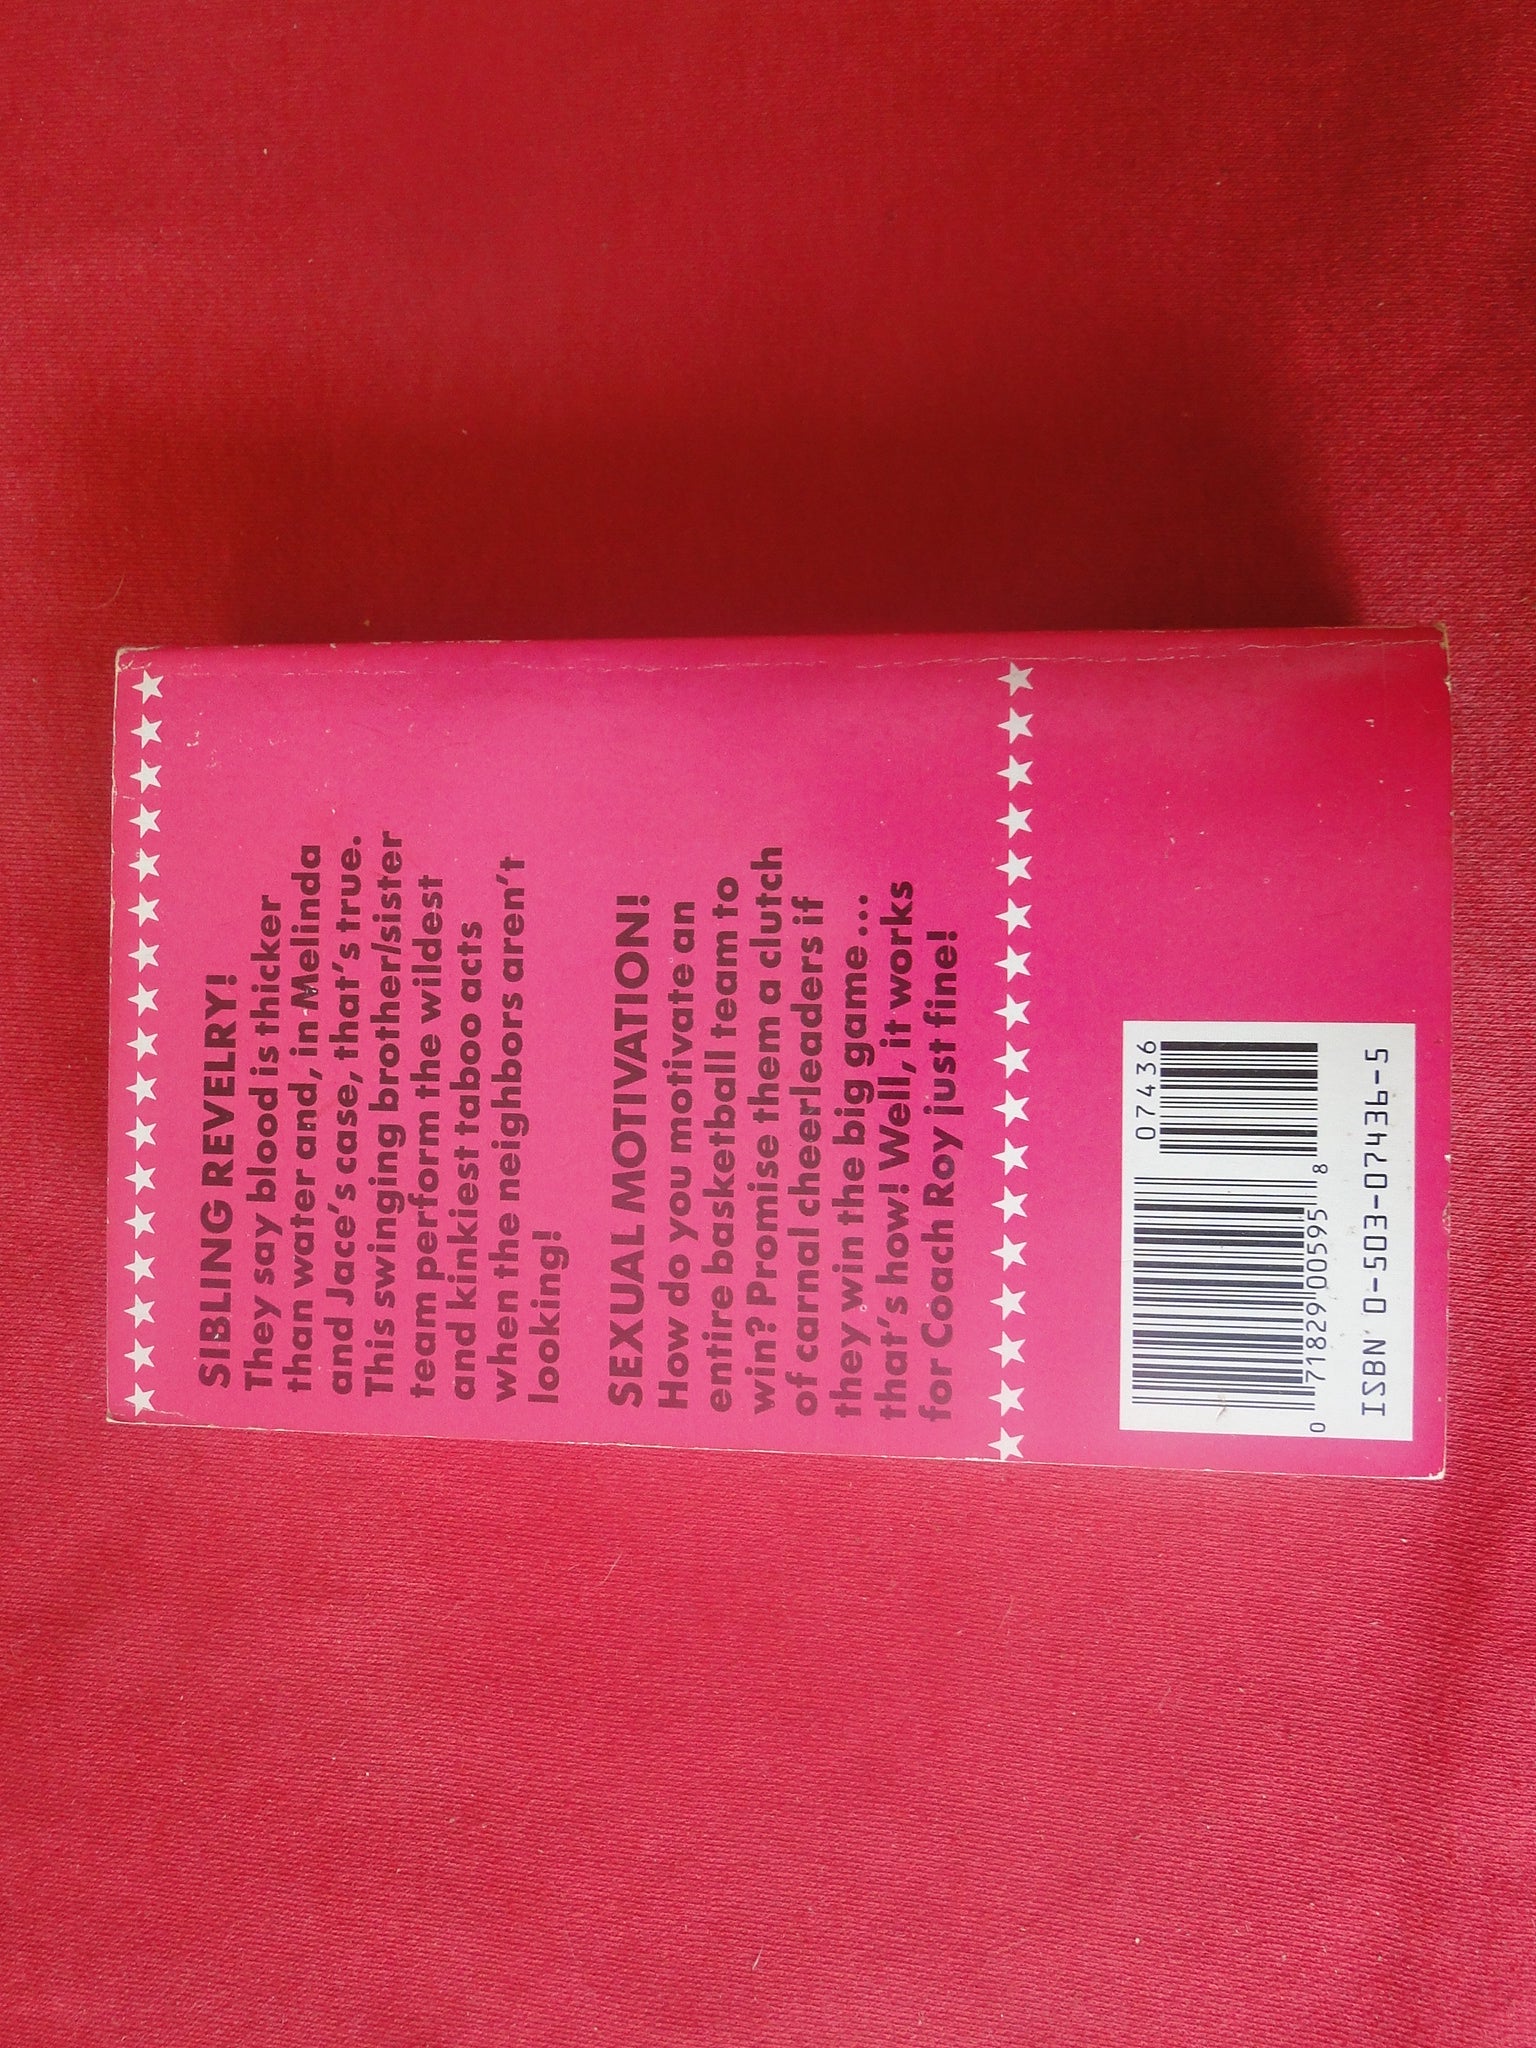 SIBLING REVELRY!
They say blood is thicker
than water and, in Melinda
and Jace's case, that's true.
This swinging brother/sister
team perform the wildest
and kinkiest taboo acts
when the neighbors aren't
looking!
SEXUAL MOTIVATION!
How do you motivate an
entire basketball team to
win? Promise them a clutch
of carnal cheerleaders if
they win the big game...
that's how! Well, it works
for Coach Roy just fine!
07436
0 71829 00595 8
ISBN 0-503-07436-5